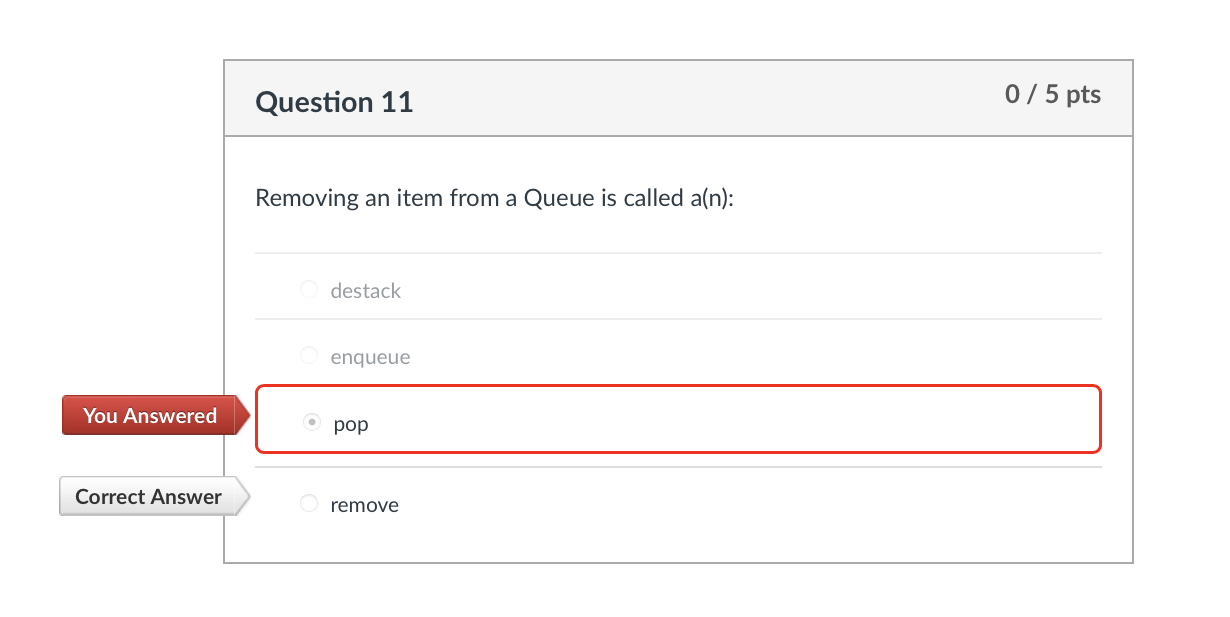 Question 11
0 / 5 pts
Removing an item from a Queue is called a(n):
destack
enqueue
You Answered
pop
Correct Answer
remove